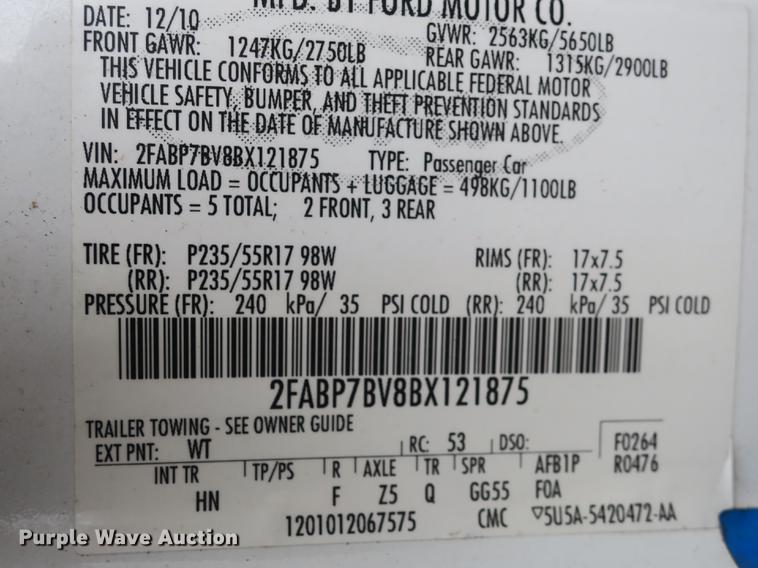 MFD. BY FORD MOTOR CO.
DATE: 12/10 GVWR: 2563KG/5650LB
FRONT GAWR: 1247KG/2750LB REAR GAWR: 1315KG/2900LB
THIS VEHICLE CONFORMS TO ALL APPLICABLE FEDERAL MOTOR
VEHICLE SAFETY, BUMPER, AND THEFT PREVENTION STANDARDS
IN EFFECT ON THE DATE OF MANUFACTURE SHOWN ABOVE.
VIN: 2FABP7BV8BX121875 TYPE: Passenger Car
MAXIMUM LOAD = OCCUPANTS + LUGGAGE = 498KG/1100LB
OCCUPANTS = 5 TOTAL; 2 FRONT, 3 REAR
TIRE (FR): P235/55R17 98W RIMS (FR): 17x7.5
(RR): P235/55R17 98W (RR): 17x7.5
PRESSURE (FR): 240 kPa/ 35 PSI COLD (RR): 240 kPa/ 35 PSI COLD
2FABP7BV8BX121875
TRAILER TOWING - SEE OWNER GUIDE
EXT PNT: WT RC: 53 DSO: F0264
INT TR TP/PS R AXLE TR SPR AFB1P R0476
HN F Z5 Q GG55 F0A
1201012067575 CMC ▽5U5A-5420472-AA
Purple Wave Auction